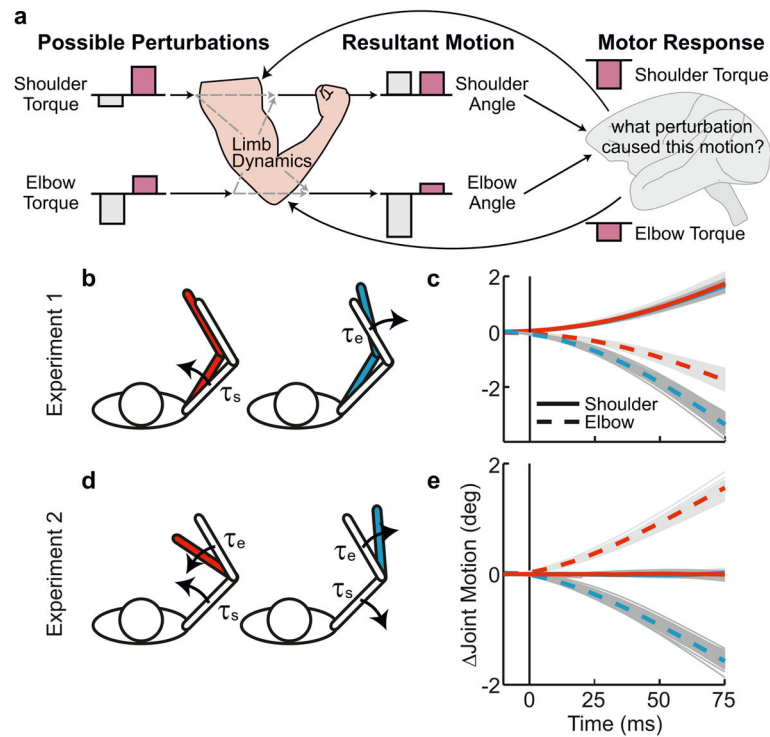 a
Possible Perturbations
Resultant Motion
Motor Response
Shoulder
Torque
Shoulder
Angle
Shoulder Torque
Limb
Dynamics
what perturbation
caused this motion?
Elbow
Torque
Elbow
Angle
Elbow Torque
Experiment 1
b
τs
τe
c
2
0
-2
Shoulder
Elbow
Experiment 2
d
τe
τs
τe
τs
e
ΔJoint Motion (deg)
2
0
-2
0
25
50
75
Time (ms)